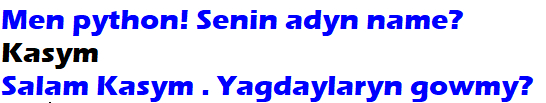 Men python! Senin adyn name?
Kasym
Salam Kasym . Yagdaylaryn gowmy?